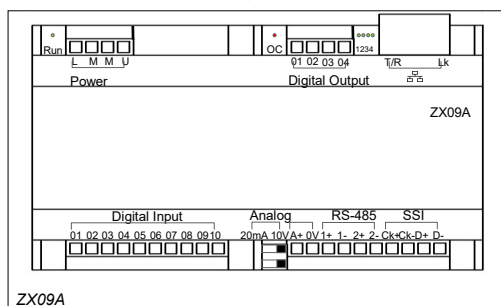 Run OC 1234
L M M U 01 02 03 04 T/R Lk
Power Digital Output
ZX09A
Digital Input Analog RS-485 SSI
01 02 03 04 05 06 07 08 09 10 20mA 10V A+ 0V 1+ 1- 2+ 2- Ck+ Ck- D+ D-
ZX09A